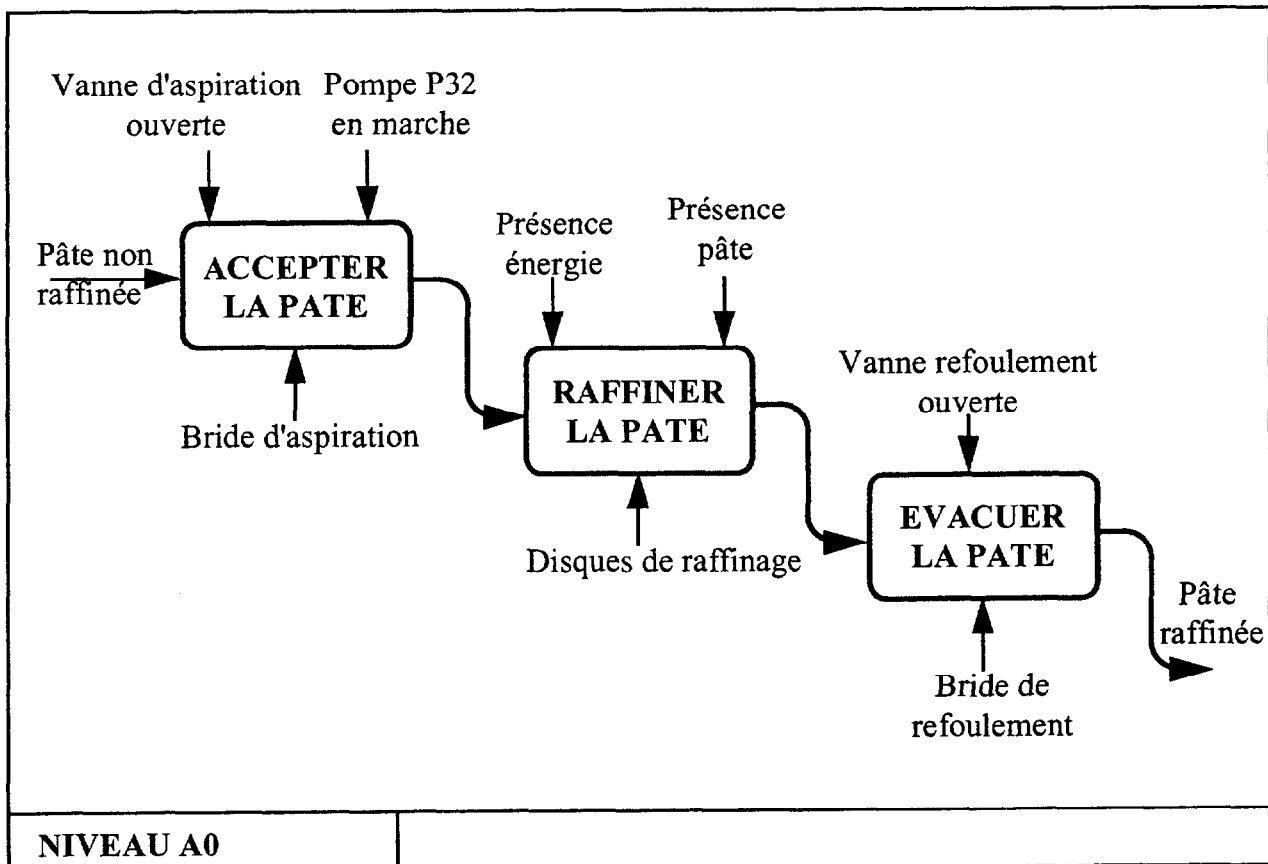 Vanne d'aspiration
ouverte
Pompe P32
en marche
Pâte non
raffinée
ACCEPTER
LA PATE
Bride d'aspiration
Présence
énergie
Présence
pâte
RAFFINER
LA PATE
Disques de raffinage
Vanne refoulement
ouverte
EVACUER
LA PATE
Bride de
refoulement
Pâte
raffinée
NIVEAU A0